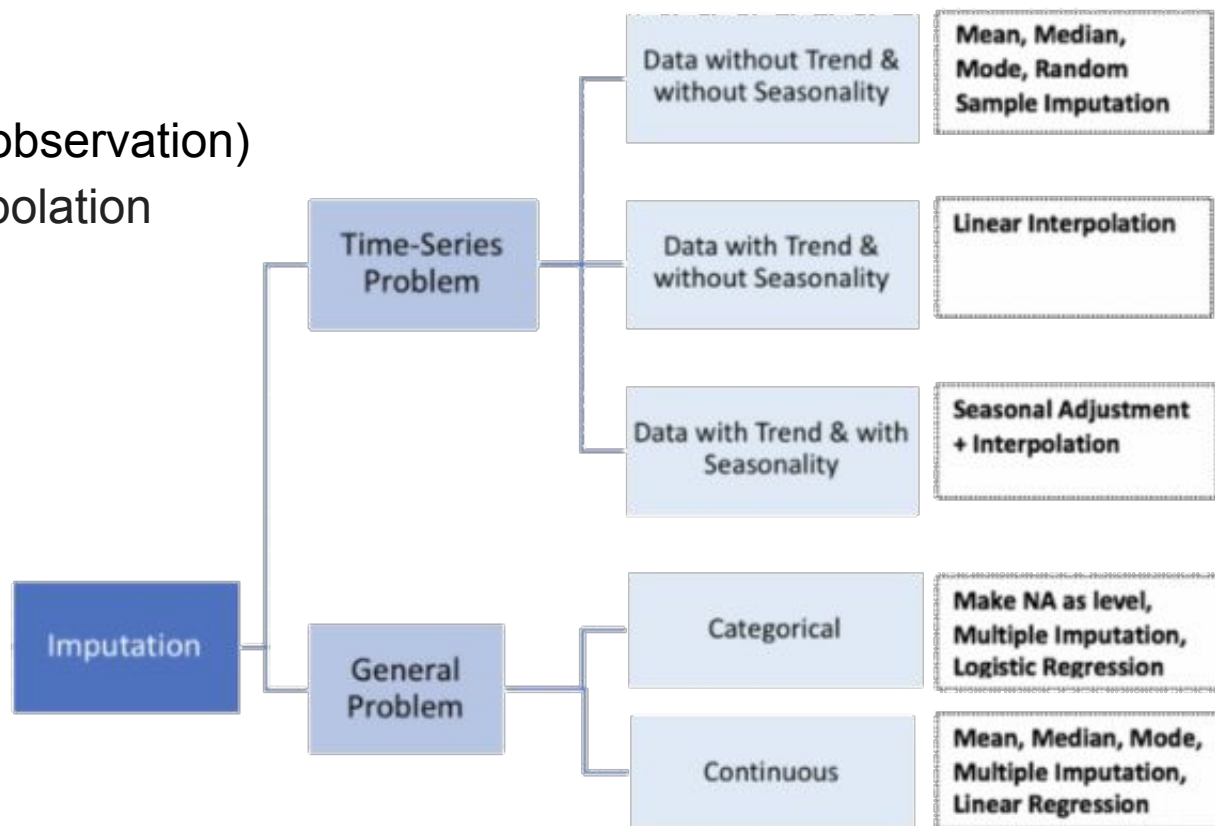 observation)
polation
Imputation
Time-Series
Problem
General
Problem
Data without Trend &
without Seasonality
Mean, Median,
Mode, Random
Sample Imputation
Data with Trend &
without Seasonality
Linear Interpolation
Data with Trend & with
Seasonality
Seasonal Adjustment
+ Interpolation
Categorical
Make NA as level,
Multiple Imputation,
Logistic Regression
Continuous
Mean, Median, Mode,
Multiple Imputation,
Linear Regression